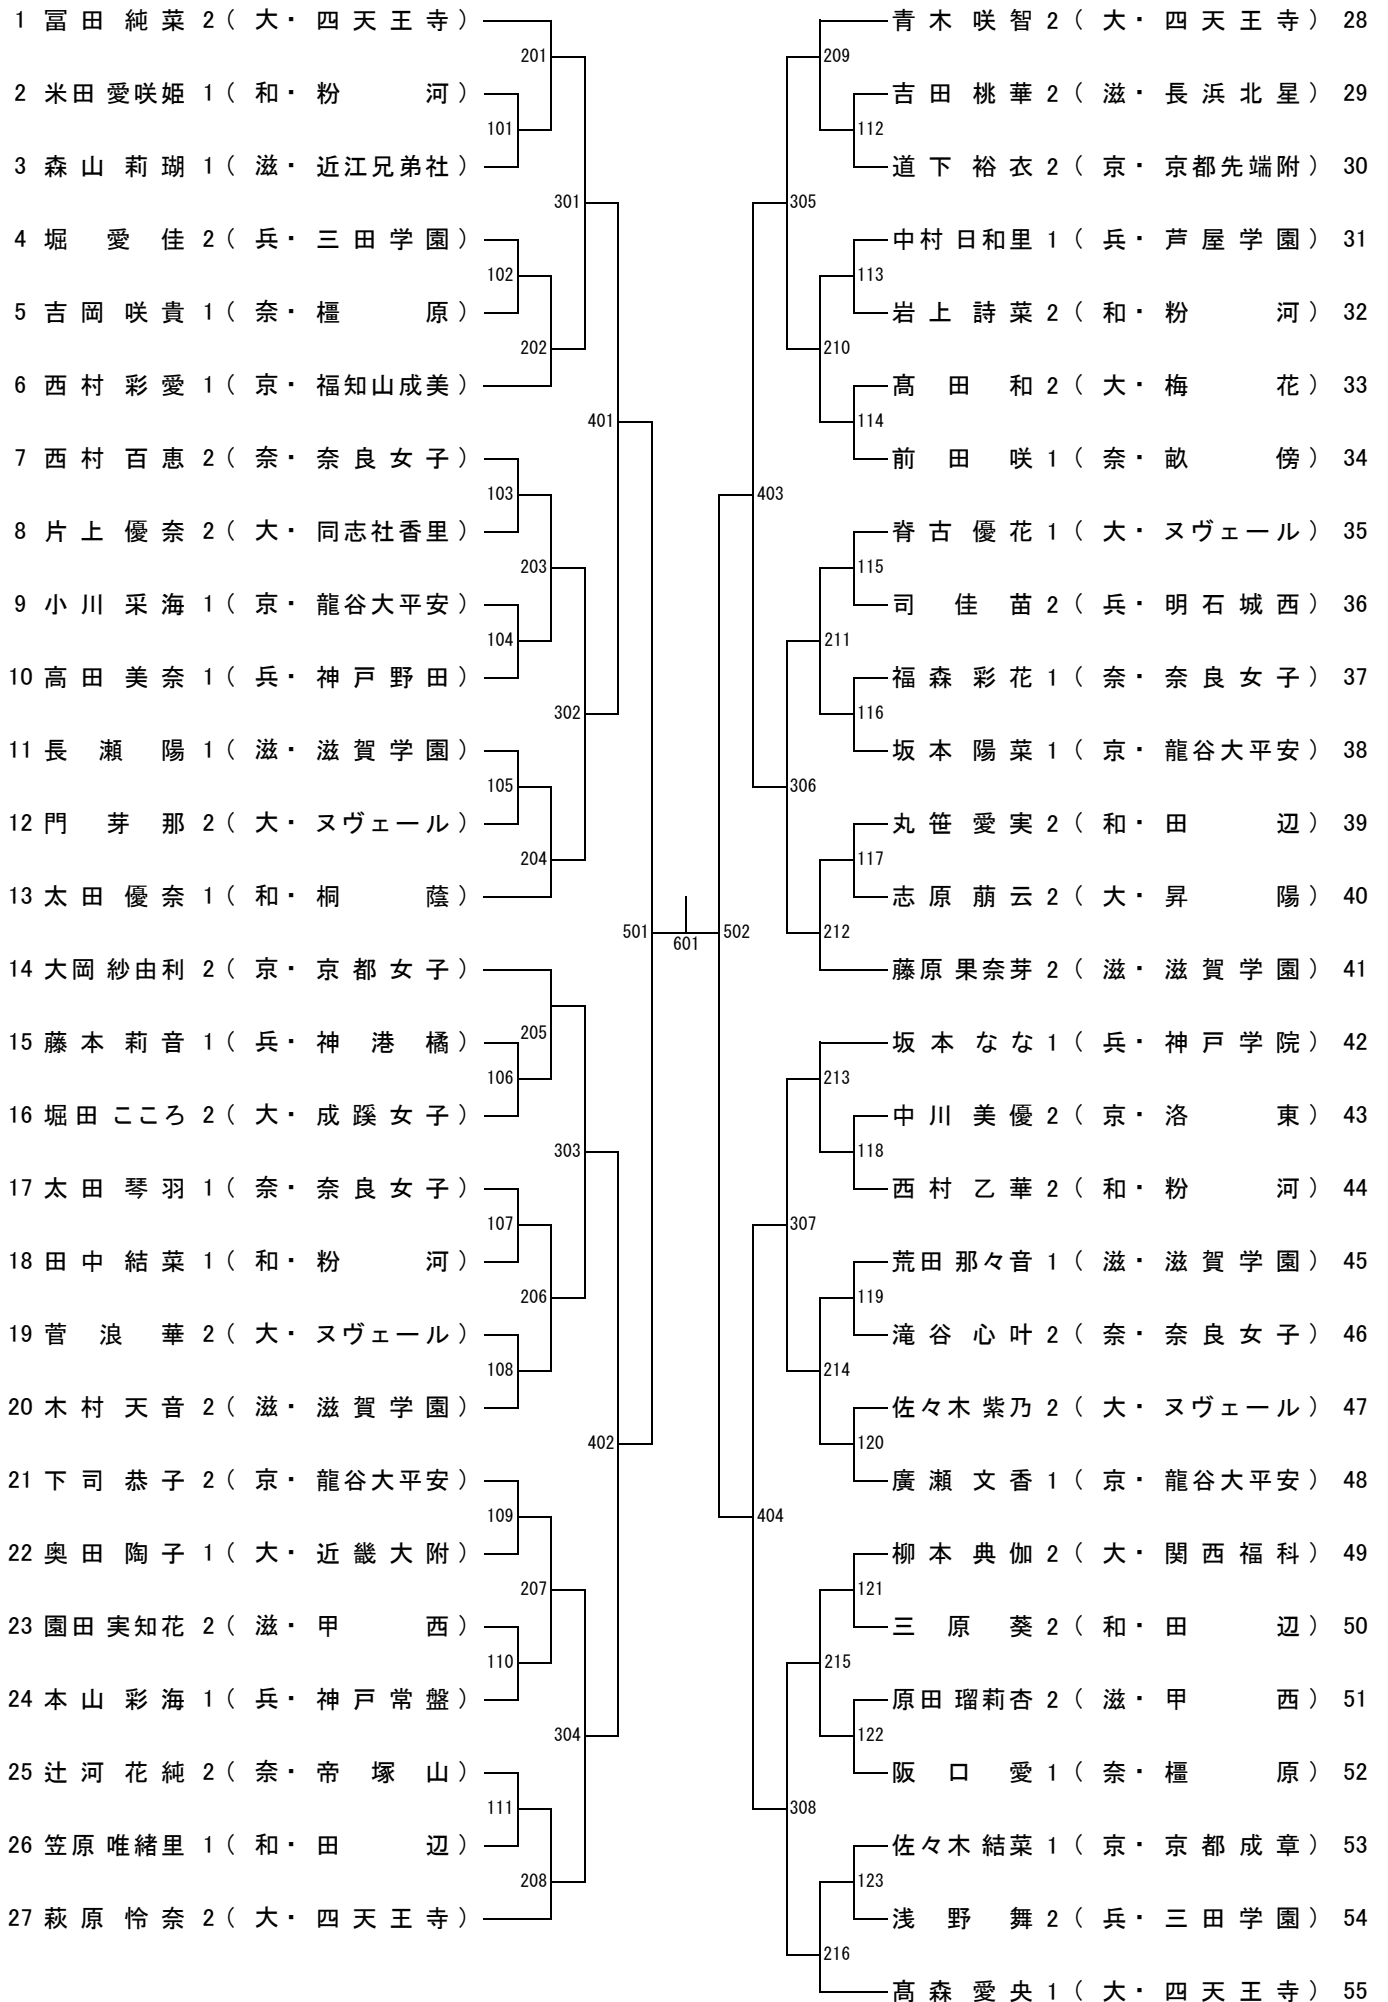 1 冨田 純菜 2 ( 大・四天王寺 )
201
2 米田 愛咲姫 1 ( 和・粉河 )
101
3 森山 莉瑚 1 ( 滋・近江兄弟社 )
301
4 堀 愛佳 2 ( 兵・三田学園 )
102
5 吉岡 咲貴 1 ( 奈・橿原 )
202
6 西村 彩愛 1 ( 京・福知山成美 )
401
7 西村 百恵 2 ( 奈・奈良女子 )
103
8 片上 優奈 2 ( 大・同志社香里 )
203
9 小川 采海 1 ( 京・龍谷大平安 )
104
10 高田 美奈 1 ( 兵・神戸野田 )
302
11 長瀬 陽 1 ( 滋・滋賀学園 )
105
12 門 芽那 2 ( 大・ヌヴェール )
204
13 太田 優奈 1 ( 和・桐蔭 )
501
14 大岡 紗由利 2 ( 京・京都女子 )
205
15 藤本 莉音 1 ( 兵・神港橘 )
106
16 堀田 こころ 2 ( 大・成蹊女子 )
303
17 太田 琴羽 1 ( 奈・奈良女子 )
107
18 田中 結菜 1 ( 和・粉河 )
206
19 菅浪 華 2 ( 大・ヌヴェール )
108
20 木村 天音 2 ( 滋・滋賀学園 )
402
21 下司 恭子 2 ( 京・龍谷大平安 )
109
22 奥田 陶子 1 ( 大・近畿大附 )
207
23 園田 実知花 2 ( 滋・甲西 )
110
24 本山 彩海 1 ( 兵・神戸常盤 )
304
25 辻河 花純 2 ( 奈・帝塚山 )
111
26 笠原 唯緒里 1 ( 和・田辺 )
208
27 萩原 怜奈 2 ( 大・四天王寺 )
601
青木 咲智 2 ( 大・四天王寺 ) 28
209
吉田 桃華 2 ( 滋・長浜北星 ) 29
112
道下 裕衣 2 ( 京・京都先端附 ) 30
305
中村 日和里 1 ( 兵・芦屋学園 ) 31
113
岩上 詩菜 2 ( 和・粉河 ) 32
210
髙田 和 2 ( 大・梅花 ) 33
114
前田 咲 1 ( 奈・畝傍 ) 34
403
脊古 優花 1 ( 大・ヌヴェール ) 35
115
司 佳苗 2 ( 兵・明石城西 ) 36
211
福森 彩花 1 ( 奈・奈良女子 ) 37
116
坂本 陽菜 1 ( 京・龍谷大平安 ) 38
306
丸笹 愛実 2 ( 和・田辺 ) 39
117
志原 萠云 2 ( 大・昇陽 ) 40
212
502
藤原 果奈芽 2 ( 滋・滋賀学園 ) 41
坂本 なな 1 ( 兵・神戸学院 ) 42
213
中川 美優 2 ( 京・洛東 ) 43
118
西村 乙華 2 ( 和・粉河 ) 44
307
荒田 那々音 1 ( 滋・滋賀学園 ) 45
119
滝谷 心叶 2 ( 奈・奈良女子 ) 46
214
佐々木 紫乃 2 ( 大・ヌヴェール ) 47
120
廣瀬 文香 1 ( 京・龍谷大平安 ) 48
404
柳本 典伽 2 ( 大・関西福科 ) 49
121
三原 葵 2 ( 和・田辺 ) 50
215
原田 瑠莉杏 2 ( 滋・甲西 ) 51
122
阪口 愛 1 ( 奈・橿原 ) 52
308
佐々木 結菜 1 ( 京・京都成章 ) 53
123
浅野 舞 2 ( 兵・三田学園 ) 54
216
髙森 愛央 1 ( 大・四天王寺 ) 55